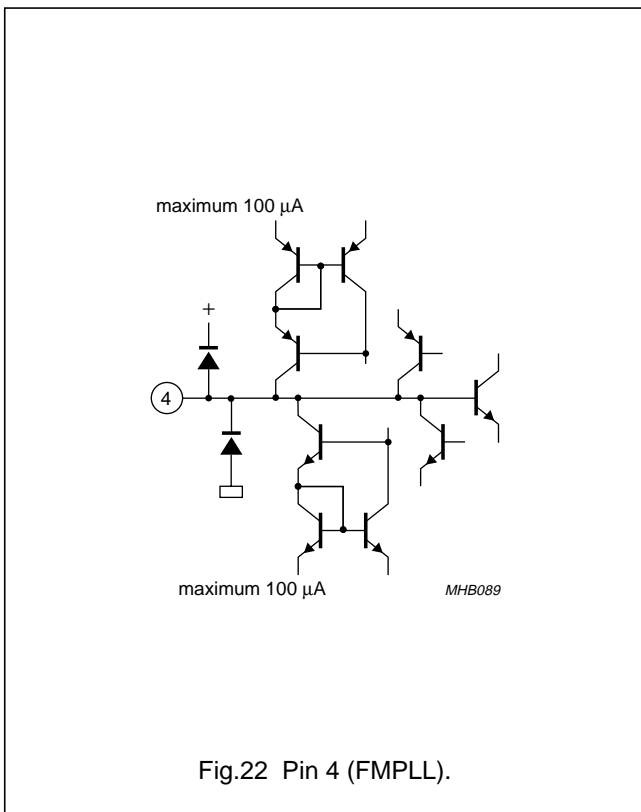 maximum 100 μA
+
4
maximum 100 μA
MHB089
Fig.22 Pin 4 (FMPLL).